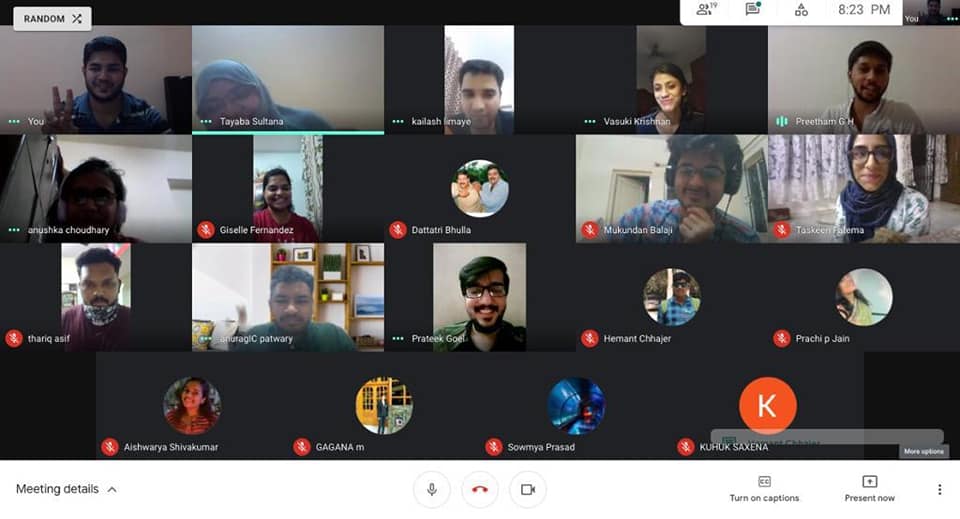 RANDOM
19
8:23 PM
You
You
Tayaba Sultana
kailash limaye
Vasuki Krishnan
Preetham G H
anushka choudhary
Giselle Fernandez
Dattatri Bhulla
Mukundan Balaji
Taskeen Fatema
thariq asif
anuragIC patwary
Prateek Goel
Hemant Chhajer
Prachi p Jain
Aishwarya Shivakumar
GAGANA m
Sowmya Prasad
K
KUHUK SAXENA
Hemant Chhajer
More options
Meeting details
Turn on captions
Present now